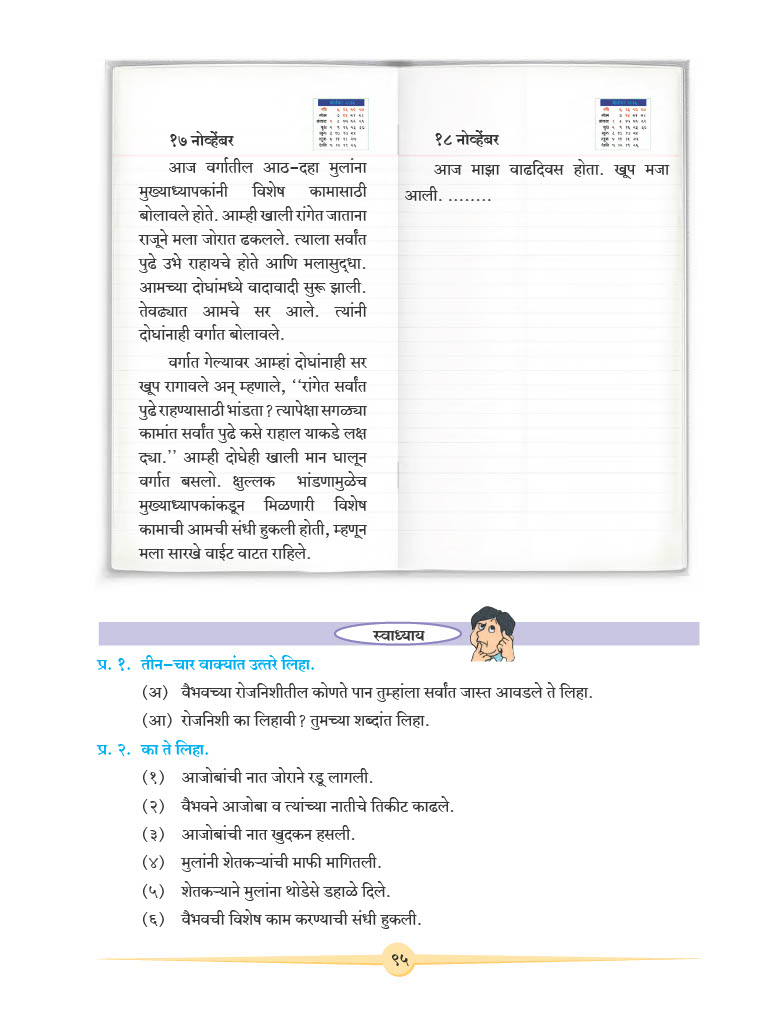 १७ नोव्हेंबर
आज वर्गातील आठ-दहा मुलांना
मुख्याध्यापकांनी विशेष कामासाठी
बोलावले होते. आम्ही खाली रांगेत जाताना
राजूने मला जोरात ढकलले. त्याला सर्वांत
पुढे उभे राहायचे होते आणि मलासुद्धा.
आमच्या दोघांमध्ये वादावादी सुरू झाली.
तेवढ्यात आमचे सर आले. त्यांनी
दोघांनाही वर्गात बोलावले.
वर्गात गेल्यावर आम्हां दोघांनाही सर
खूप रागावले अन् म्हणाले, ‘‘रांगेत सर्वांत
पुढे राहण्यासाठी भांडता ? त्यापेक्षा सगळ्या
कामांत सर्वांत पुढे कसे राहाल याकडे लक्ष
द्या.’’ आम्ही दोघेही खाली मान घालून
वर्गात बसलो. क्षुल्लक भांडणामुळेच
मुख्याध्यापकांकडून मिळणारी विशेष
कामाची आमची संधी हुकली होती, म्हणून
मला सारखे वाईट वाटत राहिले.
१८ नोव्हेंबर
आज माझा वाढदिवस होता. खूप मजा
आली. ........
स्वाध्याय
प्र. १. तीन-चार वाक्यांत उत्तरे लिहा.
(अ) वैभवच्या रोजनिशीतील कोणते पान तुम्हांला सर्वांत जास्त आवडले ते लिहा.
(आ) रोजनिशी का लिहावी ? तुमच्या शब्दांत लिहा.
प्र. २. का ते लिहा.
(१) आजोबांची नात जोराने रडू लागली.
(२) वैभवने आजोबा व त्यांच्या नातीचे तिकीट काढले.
(३) आजोबांची नात खुदकन हसली.
(४) मुलांनी शेतकऱ्यांची माफी मागितली.
(५) शेतकऱ्याने मुलांना थोडेसे डहाळे दिले.
(६) वैभवची विशेष काम करण्याची संधी हुकली.
९५